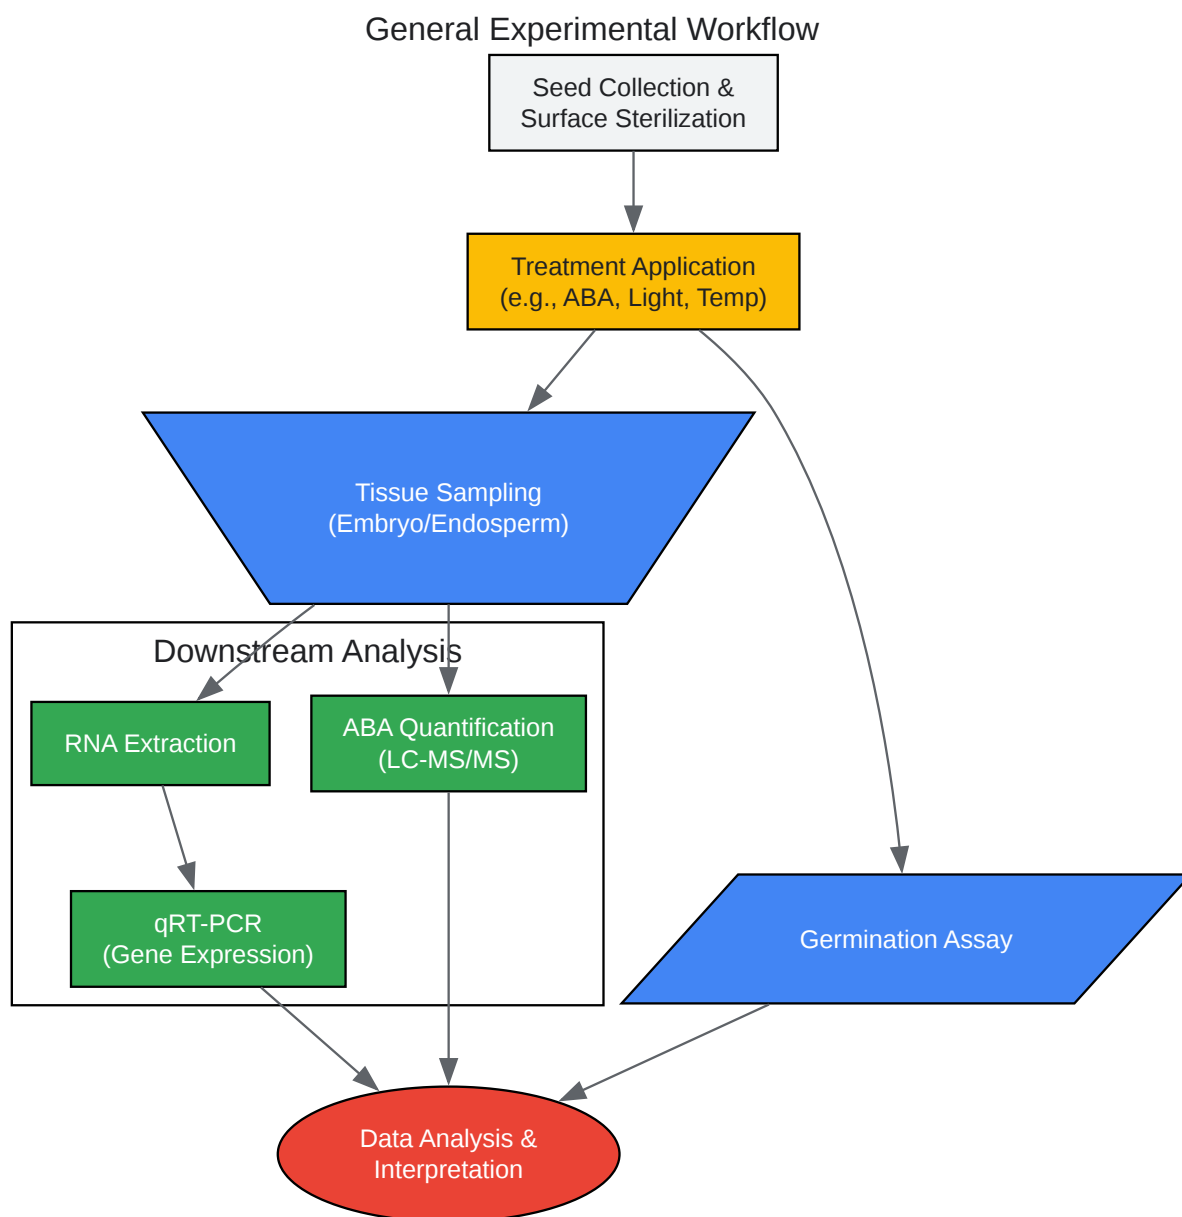 General Experimental Workflow
Seed Collection &
Surface Sterilization
Treatment Application
(e.g., ABA, Light, Temp)
Tissue Sampling
(Embryo/Endosperm)
Downstream Analysis
RNA Extraction
ABA Quantification
(LC-MS/MS)
qRT-PCR
(Gene Expression)
Germination Assay
Data Analysis &
Interpretation